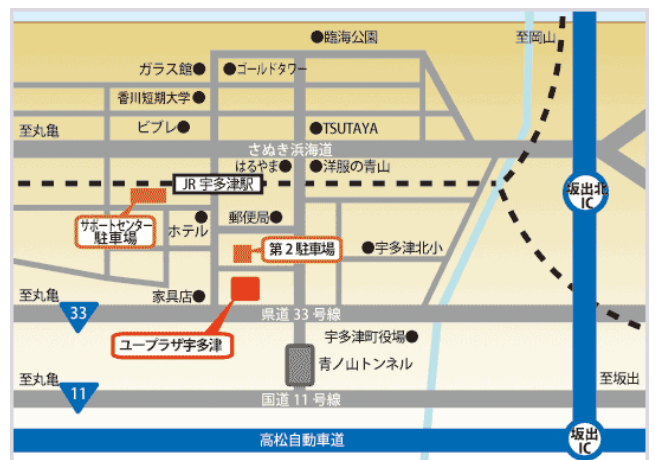 臨海公園
至岡山
ガラス館
ゴールドタワー
香川短期大学
至丸亀
ビブレ
TSUTAYA
さぬき浜海道
はるやま
洋服の青山
JR 宇多津駅
坂出北
IC
サポートセンター
駐車場
ホテル
郵便局
第2駐車場
宇多津北小
至丸亀
家具店
33
県道 33 号線
ユープラザ宇多津
宇多津町役場
青ノ山トンネル
至丸亀
至坂出
11
国道 11 号線
高松自動車道
坂出
IC